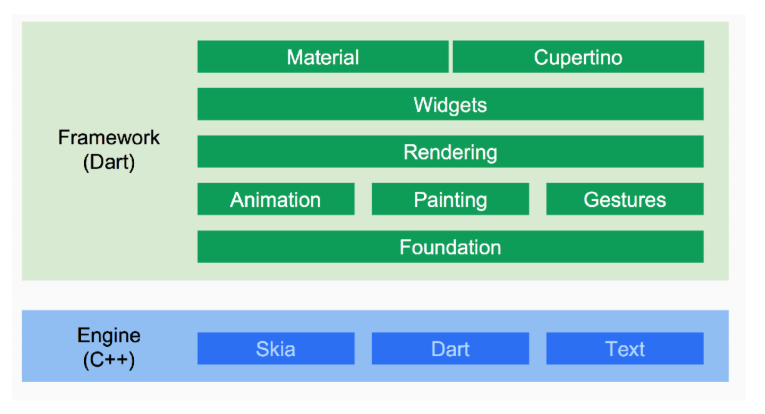 Material
Cupertino
Widgets
Framework
(Dart)
Rendering
Animation
Painting
Gestures
Foundation
Engine
(C++)
Skia
Dart
Text